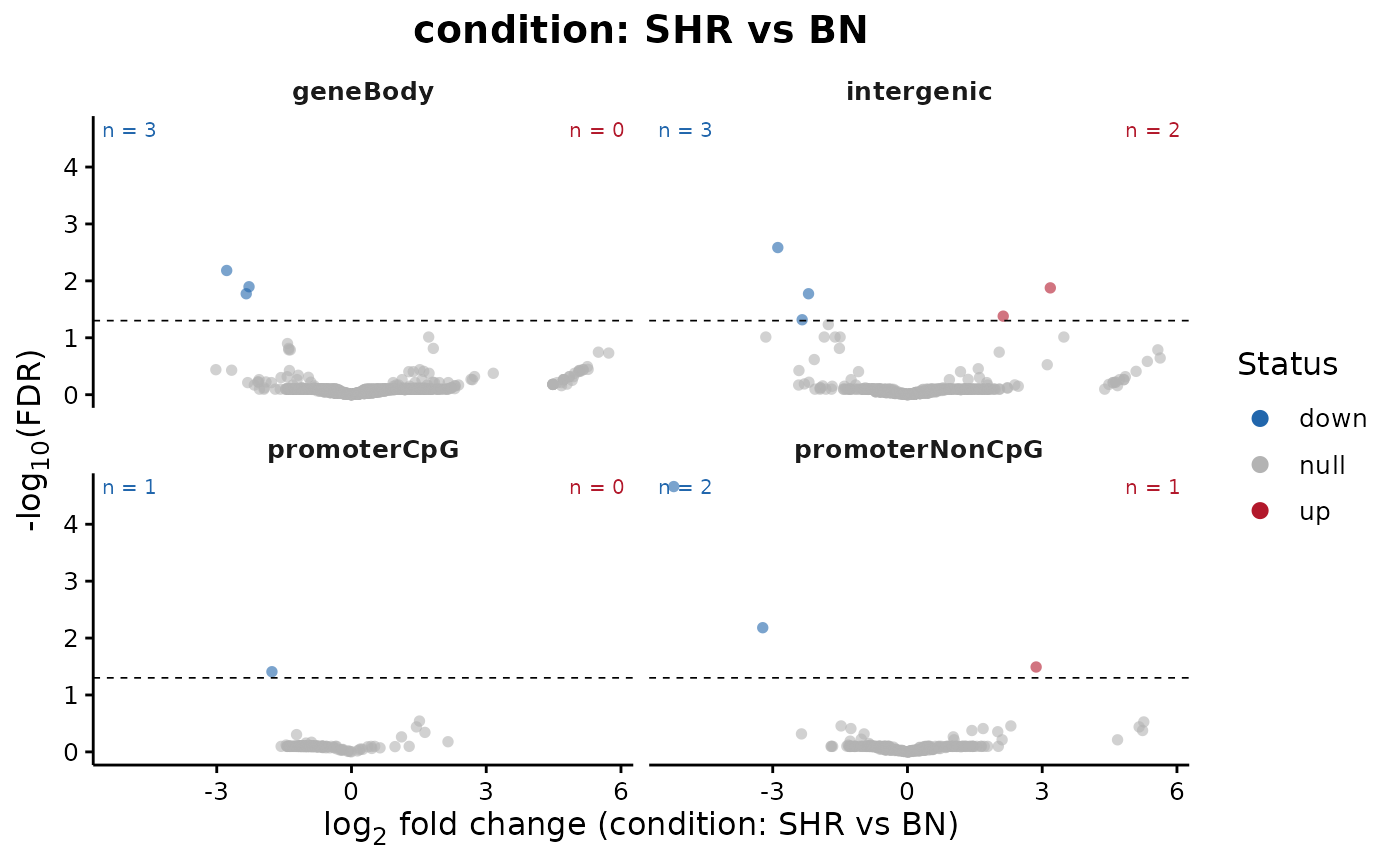 condition: SHR vs BN
geneBody
intergenic
n = 3
n = 0
n = 3
n = 2
4
3
2
1
0
promoterCpG
promoterNonCpG
n = 1
n = 0
n = 2
n = 1
4
3
2
1
0
-3
0
3
6
-3
0
3
6
-log10(FDR)
log2 fold change (condition: SHR vs BN)
Status
down
null
up